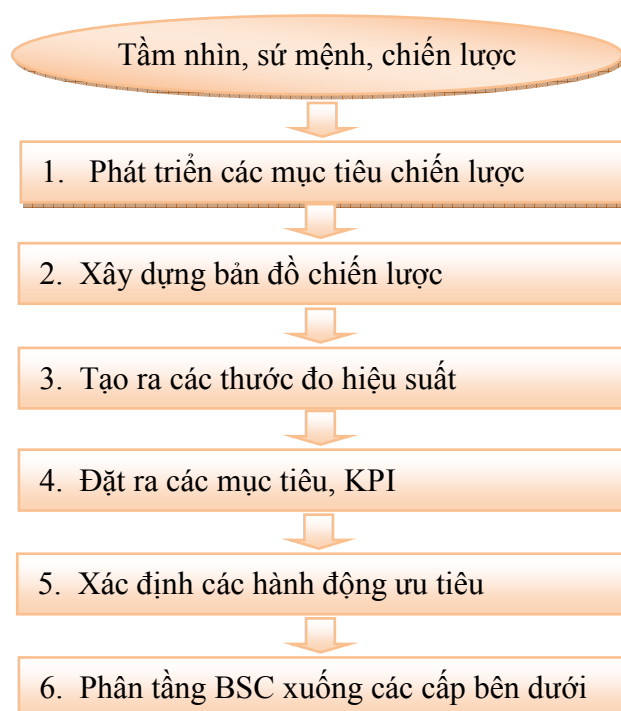 Tầm nhìn, sứ mệnh, chiến lược
1. Phát triển các mục tiêu chiến lược
2. Xây dựng bản đồ chiến lược
3. Tạo ra các thước đo hiệu suất
4. Đặt ra các mục tiêu, KPI
5. Xác định các hành động ưu tiêu
6. Phân tầng BSC xuống các cấp bên dưới